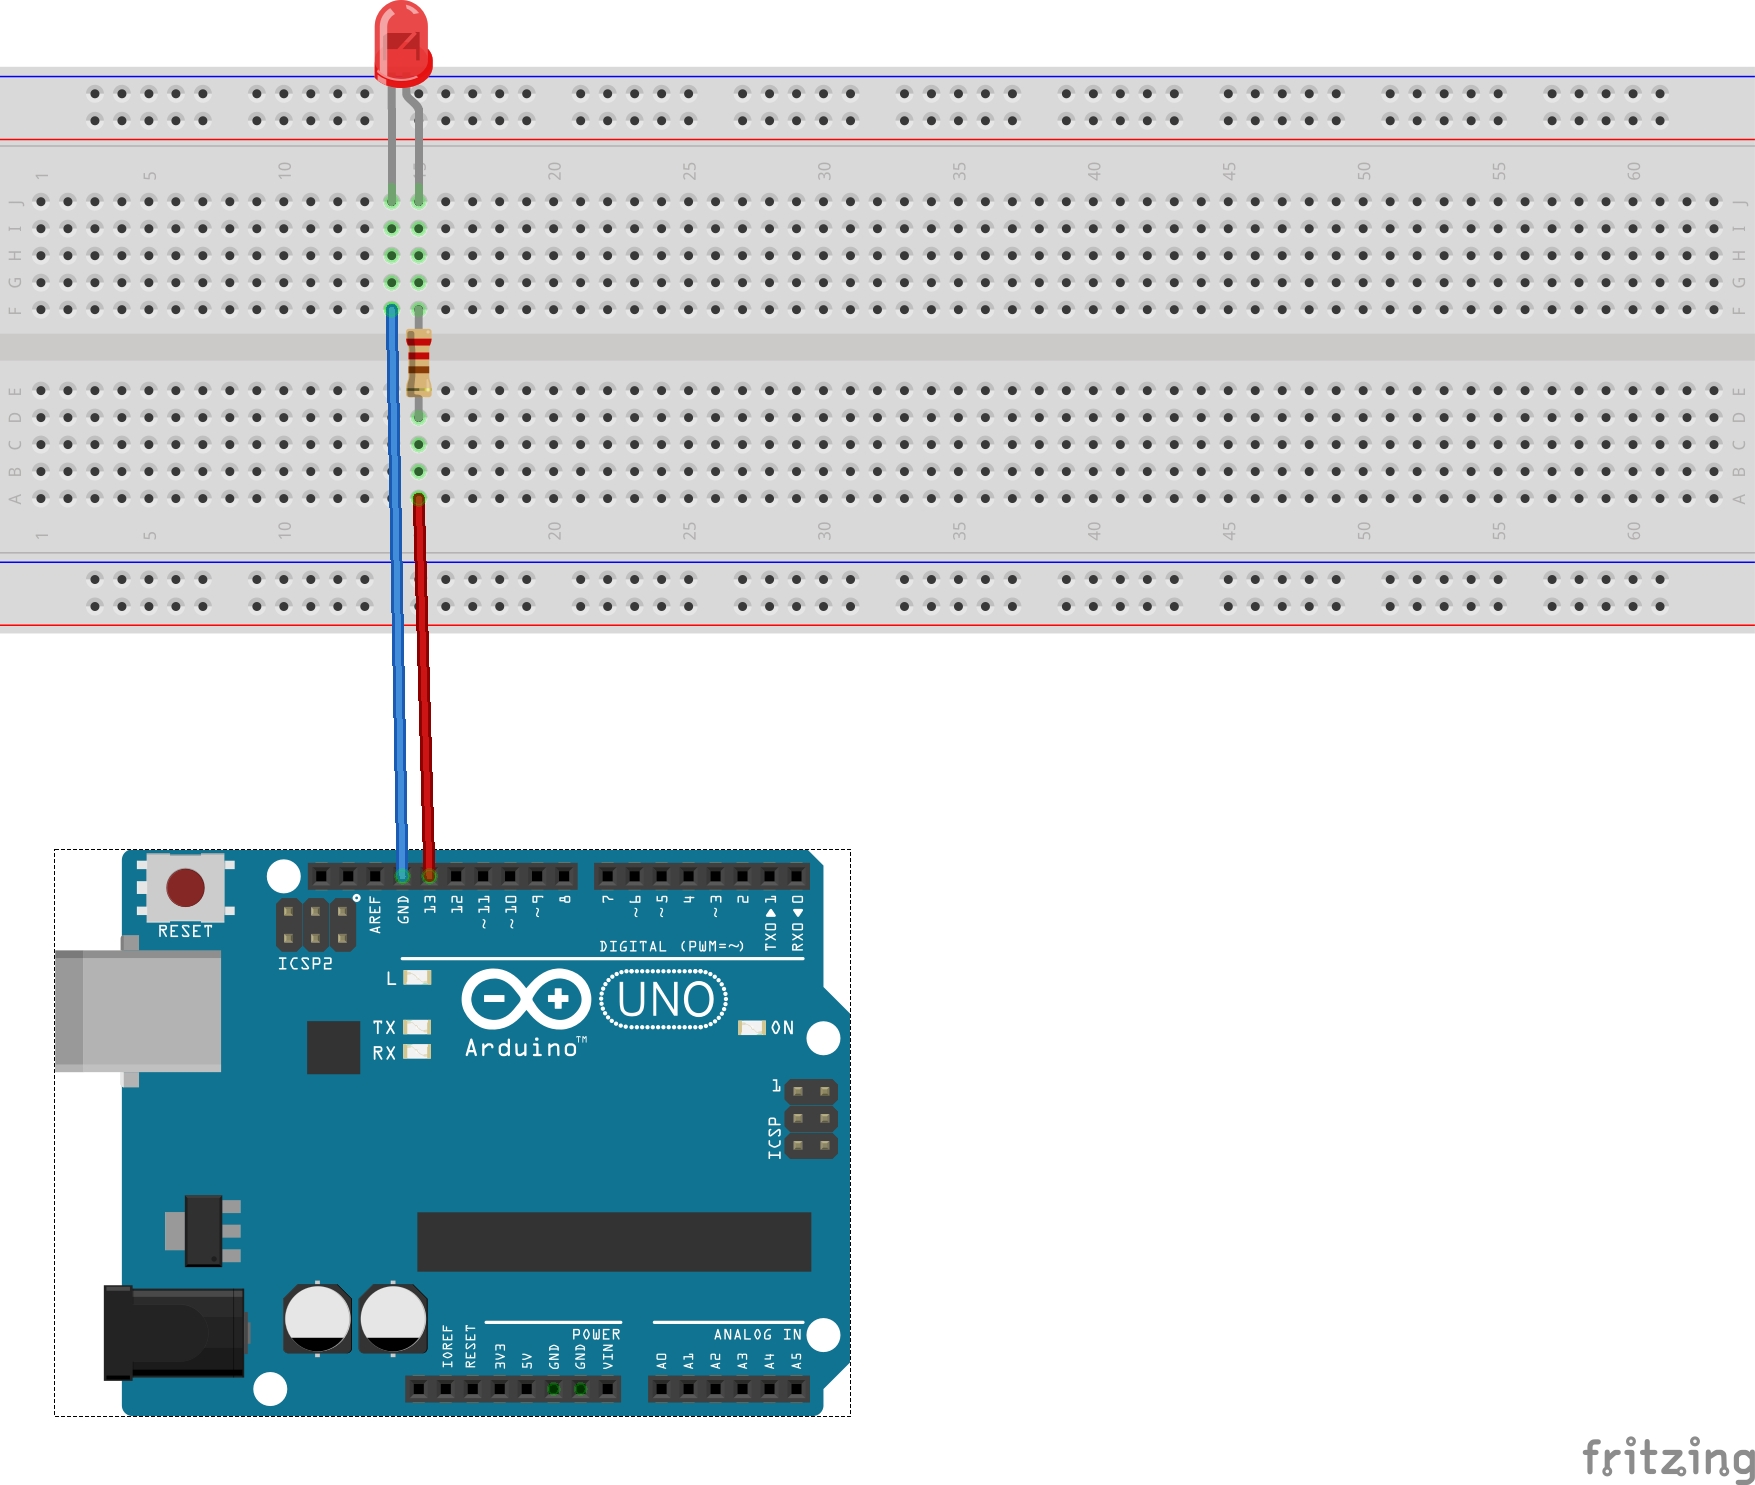 1 5 10 15 20 25 30 35 40 45 50 55 60
J J
I I
H H
G G
F F
E E
D D
C C
B B
A A
1 5 10 20 25 30 35 40 45 50 55 60
RESET
ICSP2
AREF GND 13 12 ~11 ~10 ~9 8 7 ~6 ~5 4 ~3 2 TX0▶1 RX0◀0
DIGITAL (PWM=~)
L
TX
RX
Arduino™
UNO
ON
1
ICSP
POWER
ANALOG IN
IOREF RESET 3V3 5V GND GND VIN A0 A1 A2 A3 A4 A5
fritzing